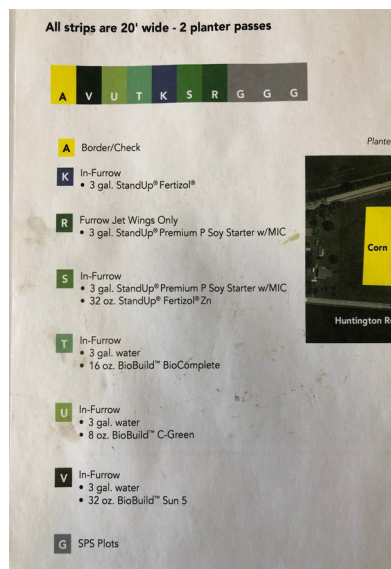 All strips are 20' wide - 2 planter passes
A V U T K S R G G G
A Border/Check
K In-Furrow
• 3 gal. StandUp® Fertizol®
R Furrow Jet Wings Only
• 3 gal. StandUp® Premium P Soy Starter w/MIC
S In-Furrow
• 3 gal. StandUp® Premium P Soy Starter w/MIC
• 32 oz. StandUp® Fertizol® Zn
T In-Furrow
• 3 gal. water
• 16 oz. BioBuild™ BioComplete
U In-Furrow
• 3 gal. water
• 8 oz. BioBuild™ C-Green
V In-Furrow
• 3 gal. water
• 32 oz. BioBuild™ Sun 5
G SPS Plots
Plante
Corn
Huntington R